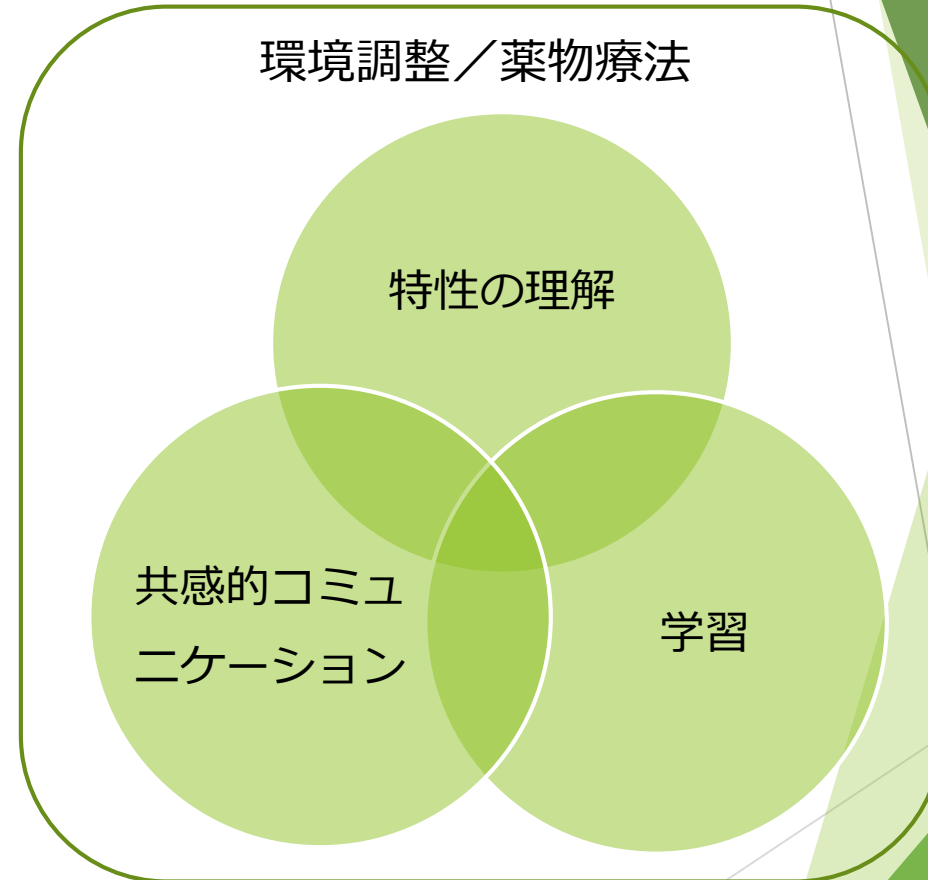 環境調整／薬物療法
特性の理解
共感的コミュ
ニケーション
学習